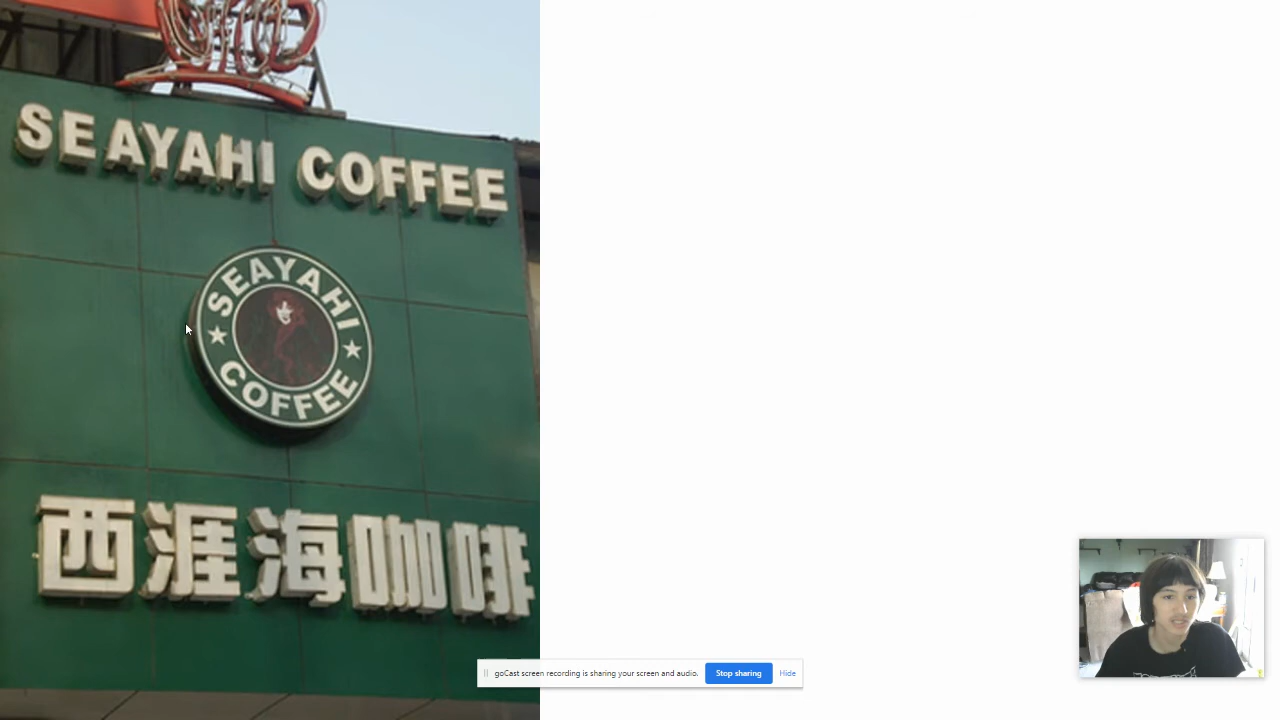 SEAYAHI COFFEE
SEAYAHI
COFFEE
西涯海咖啡
goCast screen recording is sharing your screen and audio.
Stop sharing
Hide